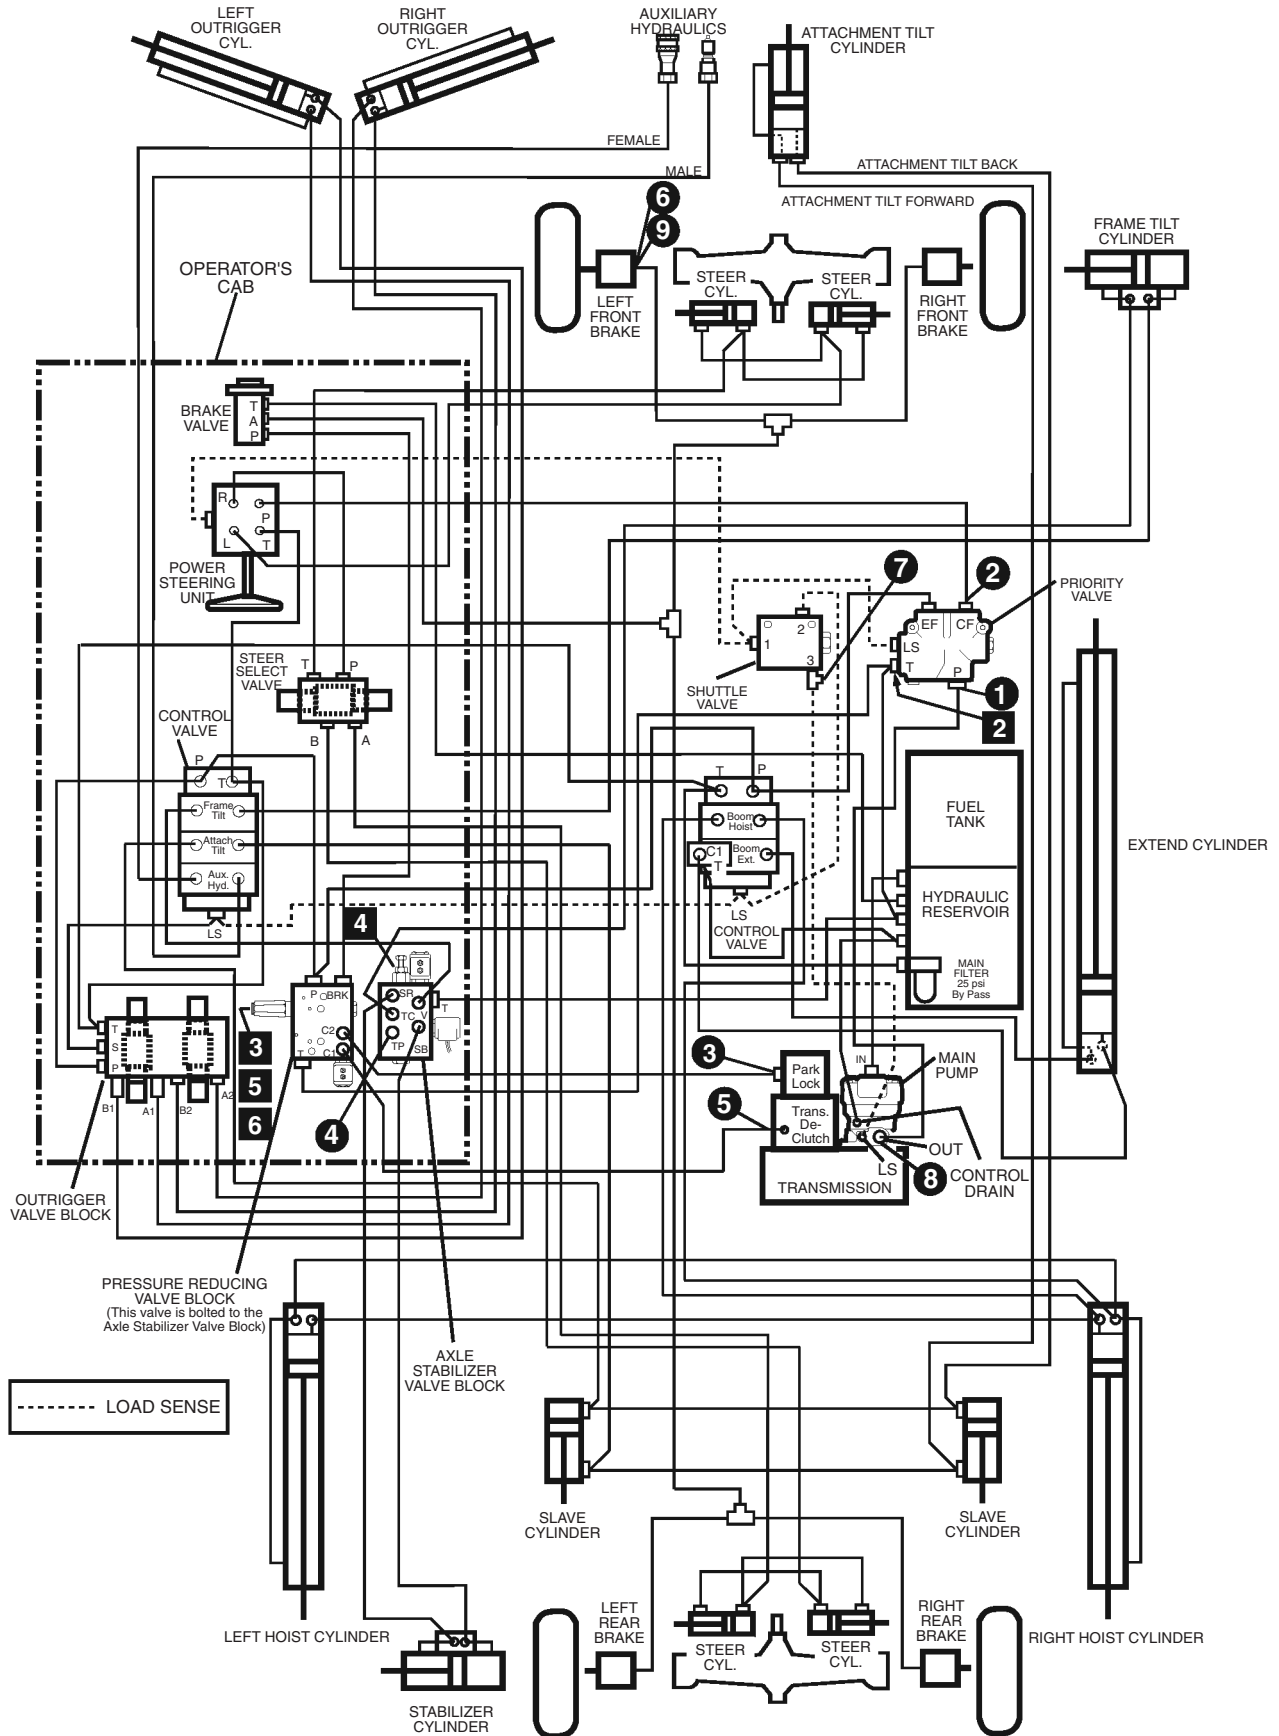 LEFT
OUTRIGGER
CYL.
RIGHT
OUTRIGGER
CYL.
AUXILIARY
HYDRAULICS
ATTACHMENT TILT
CYLINDER
FEMALE
MALE
ATTACHMENT TILT BACK
ATTACHMENT TILT FORWARD
6
9
FRAME TILT
CYLINDER
OPERATOR'S
CAB
STEER
CYL.
STEER
CYL.
LEFT
FRONT
BRAKE
RIGHT
FRONT
BRAKE
BRAKE
VALVE
T
A
P
R
P
L
T
POWER
STEERING
UNIT
7
2
PRIORITY
VALVE
EF
CF
LS
T
P
1
2
1
2
3
SHUTTLE
VALVE
STEER
SELECT
VALVE
T
P
B
A
CONTROL
VALVE
P
T
Frame
Tilt
Attach
Tilt
Aux.
Hyd.
LS
T
P
Boom
Hoist
C1
T
Boom
Ext.
LS
CONTROL
VALVE
FUEL
TANK
HYDRAULIC
RESERVOIR
MAIN
FILTER
25 psi
By Pass
EXTEND CYLINDER
4
P
BRK
C2
C1
T
SR
TC
V
T
TP
SB
T
S
P
B1
A1
B2
A2
3
5
6
4
3
Park
Lock
5
Trans.
De-
Clutch
IN
MAIN
PUMP
OUT
LS
8
CONTROL
DRAIN
TRANSMISSION
OUTRIGGER
VALVE BLOCK
PRESSURE REDUCING
VALVE BLOCK
(This valve is bolted to the
Axle Stabilizer Valve Block)
AXLE
STABILIZER
VALVE BLOCK
LOAD SENSE
SLAVE
CYLINDER
SLAVE
CYLINDER
LEFT HOIST CYLINDER
LEFT
REAR
BRAKE
RIGHT
REAR
BRAKE
RIGHT HOIST CYLINDER
STEER
CYL.
STEER
CYL.
STABILIZER
CYLINDER